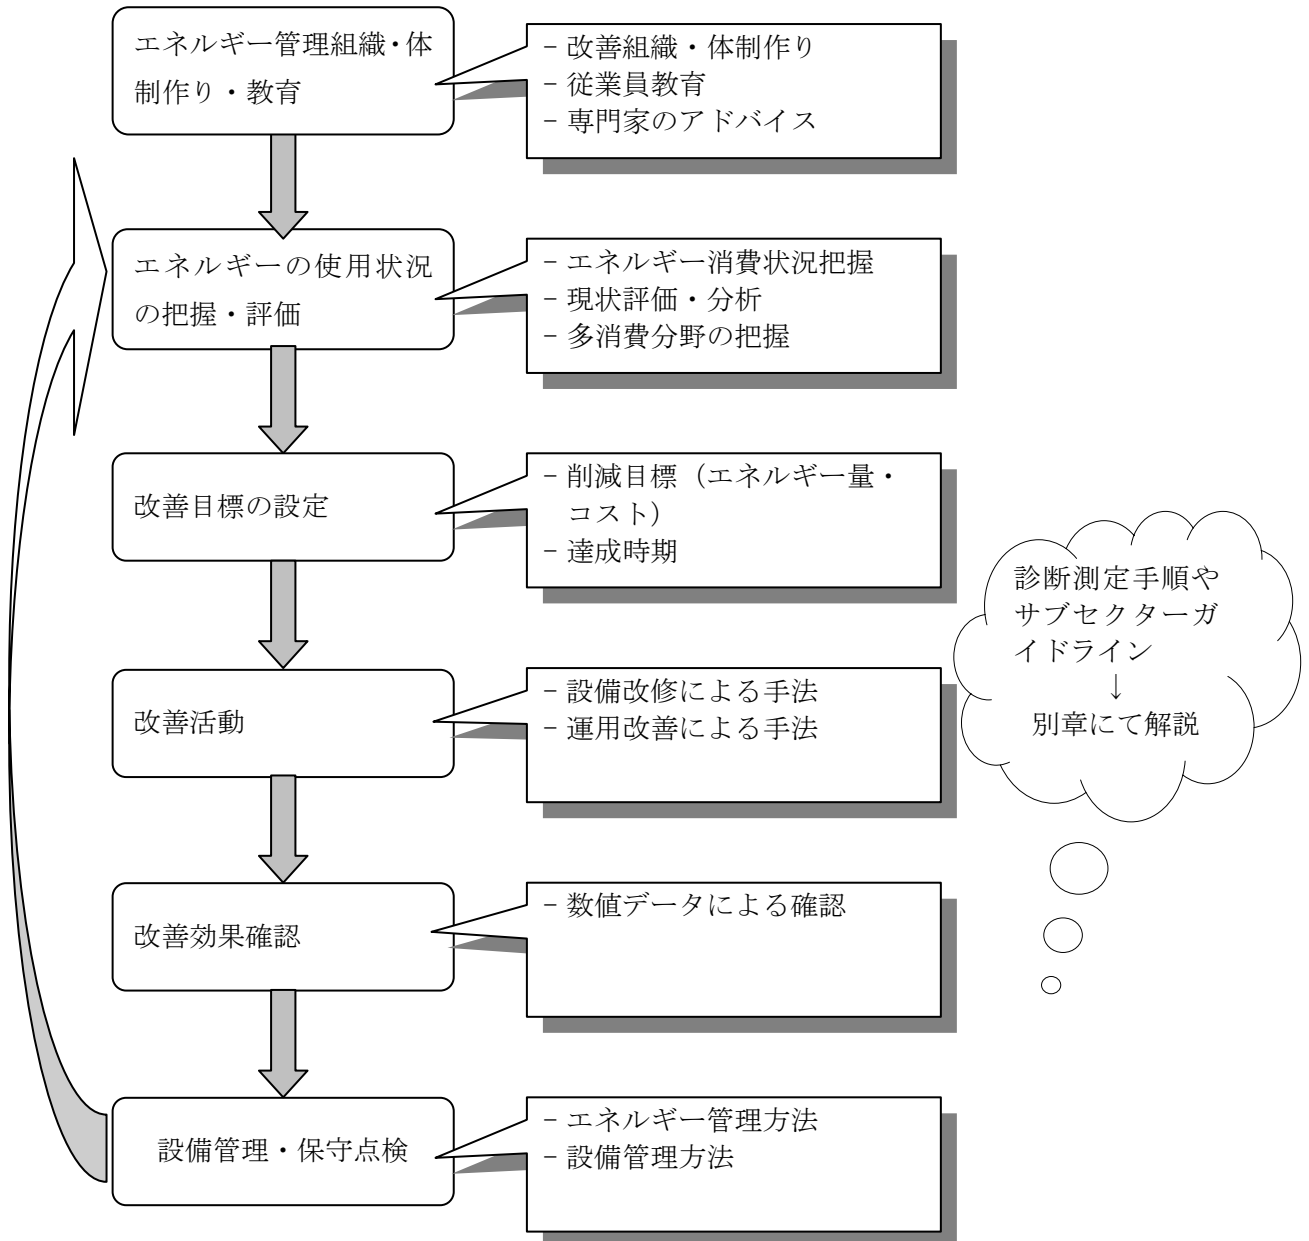 エネルギー管理組織・体
制作り・教育
－改善組織・体制作り
－従業員教育
－専門家のアドバイス
エネルギーの使用状況
の把握・評価
－エネルギー消費状況把握
－現状評価・分析
－多消費分野の把握
改善目標の設定
－削減目標（エネルギー量・
コスト）
－達成時期
診断測定手順や
サブセクターガ
イドライン
↓
別章にて解説
改善活動
－設備改修による手法
－運用改善による手法
改善効果確認
－数値データによる確認
設備管理・保守点検
－エネルギー管理方法
－設備管理方法